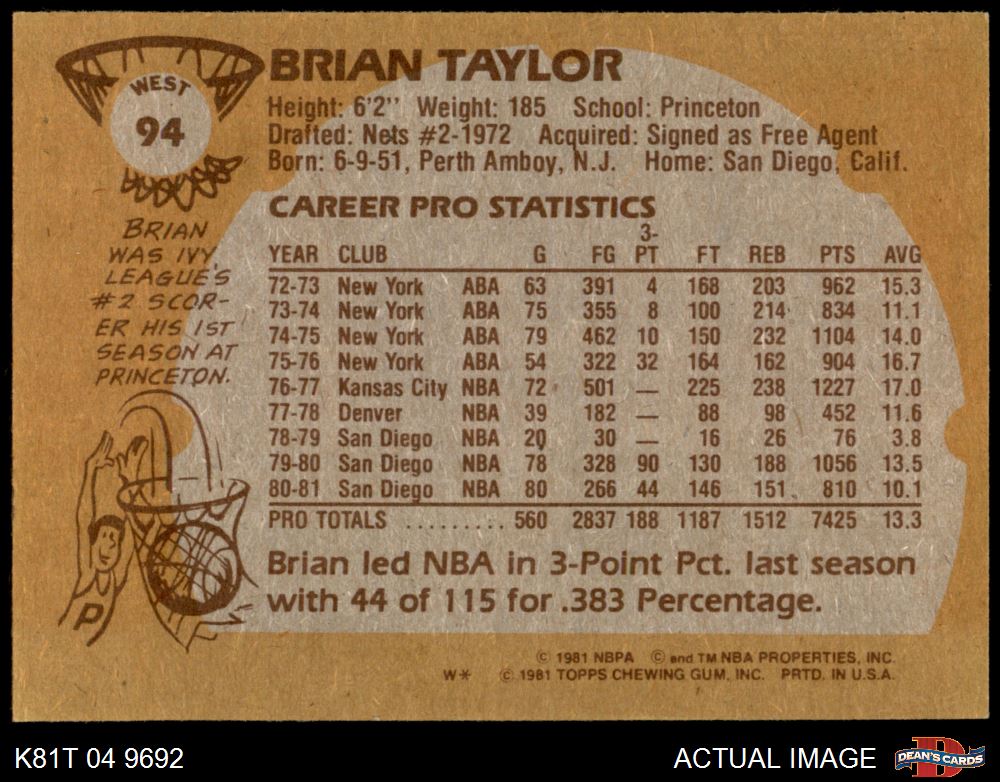 WEST
94
BRIAN TAYLOR
Height: 6'2" Weight: 185 School: Princeton
Drafted: Nets #2-1972 Acquired: Signed as Free Agent
Born: 6-9-51, Perth Amboy, N.J. Home: San Diego, Calif.
BRIAN
WAS IVY
LEAGUE'S
#2 SCOR-
ER HIS 1ST
SEASON AT
PRINCETON.
CAREER PRO STATISTICS
YEAR CLUB G FG 3-PT FT REB PTS AVG
72-73 New York ABA 63 391 4 168 203 962 15.3
73-74 New York ABA 75 355 8 100 214 834 11.1
74-75 New York ABA 79 462 10 150 232 1104 14.0
75-76 New York ABA 54 322 32 164 162 904 16.7
76-77 Kansas City NBA 72 501 — 225 238 1227 17.0
77-78 Denver NBA 39 182 — 88 98 452 11.6
78-79 San Diego NBA 20 30 — 16 26 76 3.8
79-80 San Diego NBA 78 328 90 130 188 1056 13.5
80-81 San Diego NBA 80 266 44 146 151 810 10.1
PRO TOTALS ......... 560 2837 188 1187 1512 7425 13.3
Brian led NBA in 3-Point Pct. last season
with 44 of 115 for .383 Percentage.
P
© 1981 NBPA © and TM NBA PROPERTIES, INC.
W* © 1981 TOPPS CHEWING GUM, INC. PRTD. IN U.S.A.
K81T 04 9692
ACTUAL IMAGE
D
DEAN'S CARDS